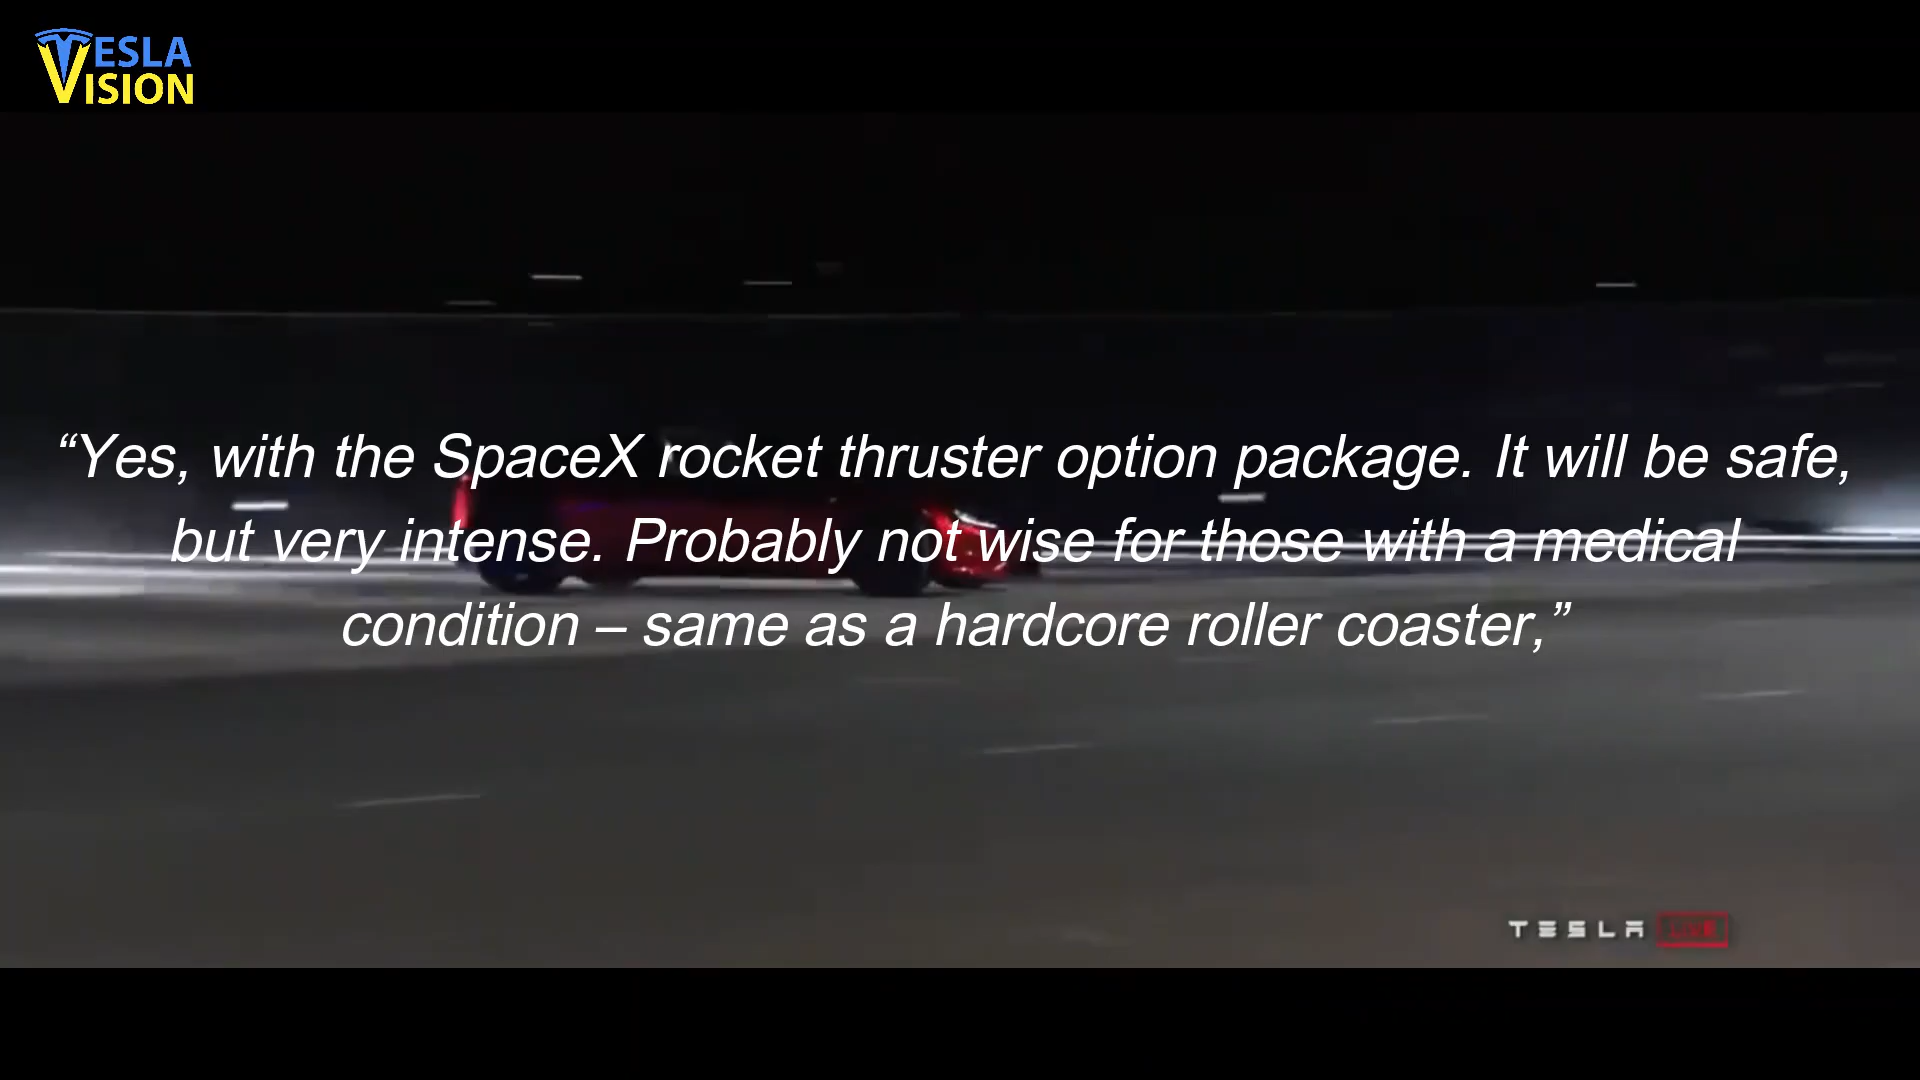 TESLA
VISION
“Yes, with the SpaceX rocket thruster option package. It will be safe,
but very intense. Probably not wise for those with a medical
condition – same as a hardcore roller coaster,”
TESLA LIVE